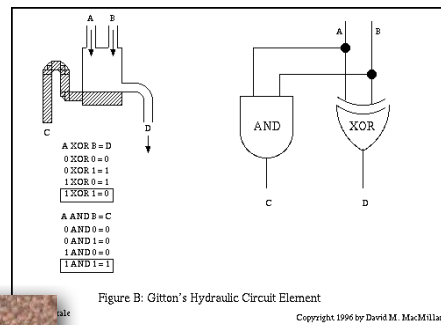 A B
C
D
A XOR B = D
0 XOR 0 = 0
0 XOR 1 = 1
1 XOR 0 = 1
1 XOR 1 = 0
A AND B = C
0 AND 0 = 0
0 AND 1 = 0
1 AND 0 = 0
1 AND 1 = 1
A B
AND XOR
C D
Figure B: Gitton's Hydraulic Circuit Element
Copyright 1996 by David M. MacMillan